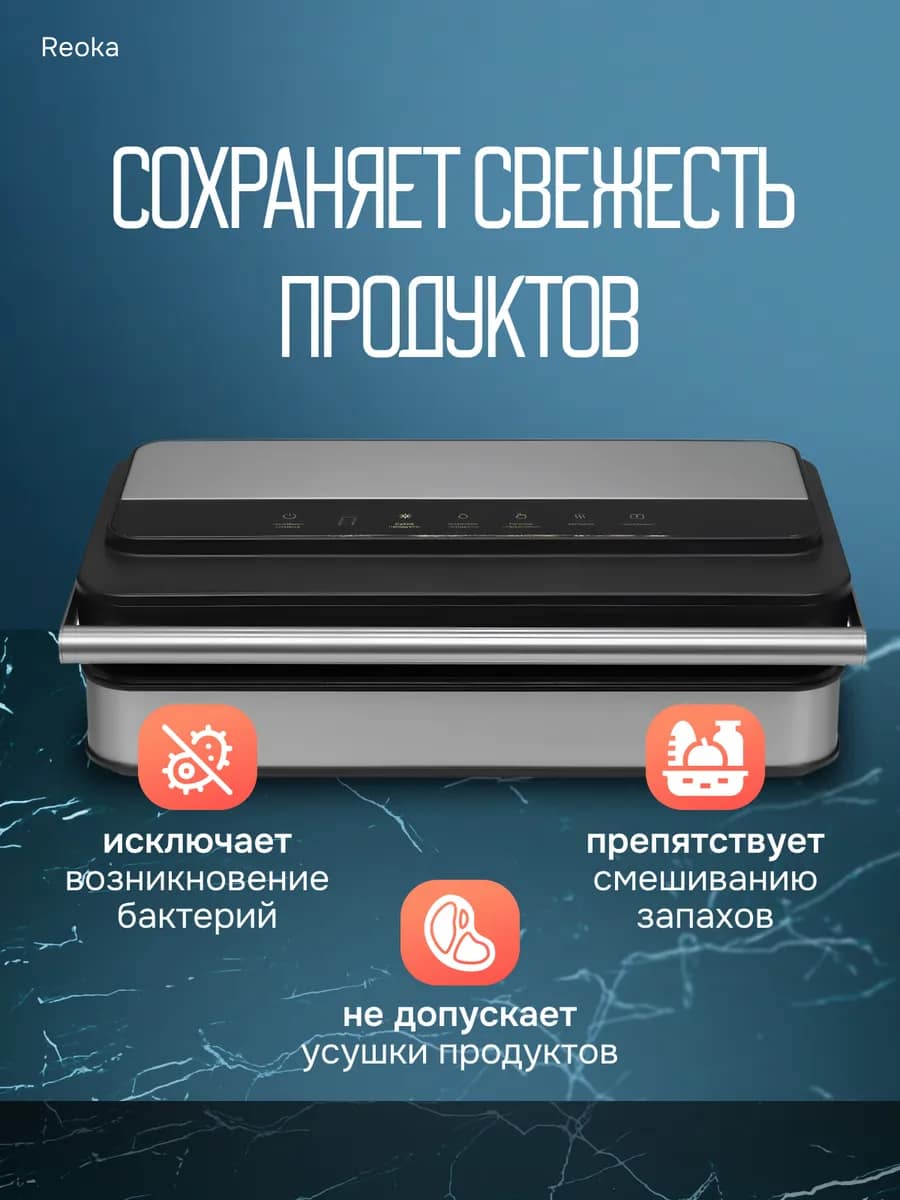 Reoka
СОХРАНЯЕТ СВЕЖЕСТЬ
ПРОДУКТОВ
исключает
возникновение
бактерий
препятствует
смешиванию
запахов
не допускает
усушки продуктов